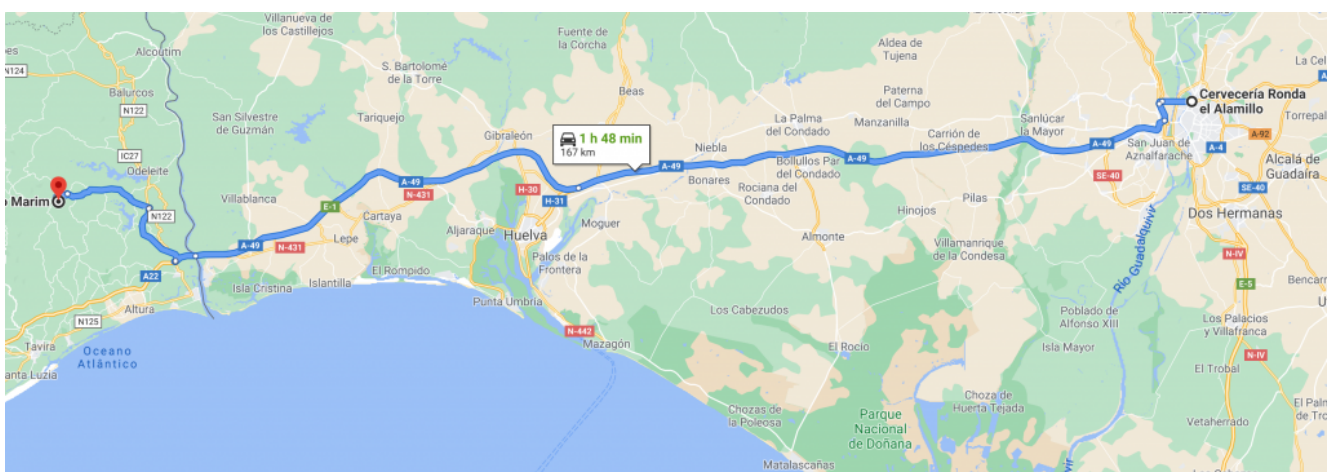 Villanueva de
los Castillejos
Fuente de
la Corcha
Aldea de
Tujena
Alcoutim
S. Bartolomé
de la Torre
La Cel
N124
Balurcos
N122
Beas
Paterna
del Campo
Cervecería Ronda
el Alamillo
San Silvestre
de Guzmán
Tariquejo
Gibraleón
1 h 48 min
167 km
La Palma
del Condado
Manzanilla
Carrión de
los Céspedes
Sanlúcar
la Mayor
Torrepal
A-92
IC27
Odeleite
Niebla
A-49
A-49
A-49
San Juan de
Aznalfarache
A-4
Alcalá de
Guadaíra
Bollullos Par
del Condado
A-49
N-431
H-30
H-31
Bonares
Rociana del
Condado
Pilas
SE-40
SE-40
o Marim
Villablanca
E-1
N122
Cartaya
Lepe
Aljaraque
Huelva
Moguer
Hinojos
Dos Hermanas
A-49
N-431
Almonte
Villamanrique
de la Condesa
Río Guadalquivir
N-IV
Palos de la
Frontera
A22
Isla Cristina
Islantilla
El Rompido
E-5
Bencarr
Altura
Punta Umbría
Los Cabezudos
Poblado de
Alfonso XIII
Los Palacios
y Villafranca
N125
N-442
Mazagón
El Rocío
Isla Mayor
N-IV
Tavira
Oceano
Atlântico
anta Luzia
El Trobal
Choza de
Huerta Tejada
El Palm
de Tro
Chozas de
la Poleosa
Parque
Nacional
de Doñana
Vetaherrado
Matalascañas